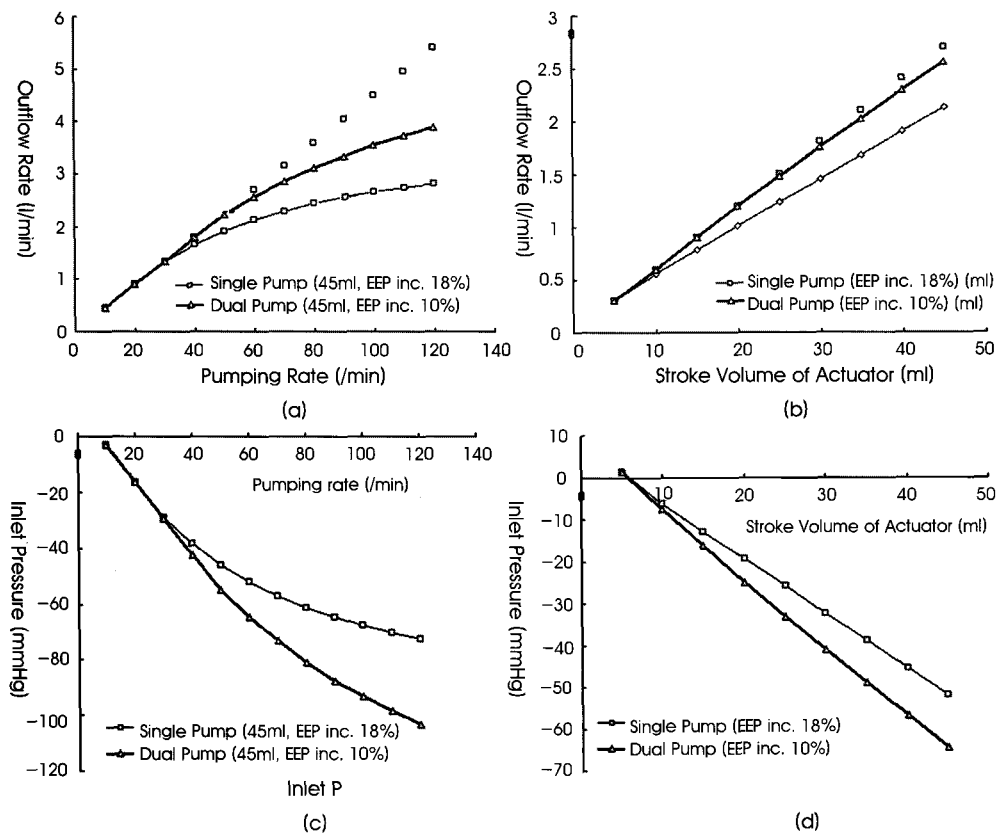 6
5
4
3
2
1
0
Outflow Rate (l/min)
Single Pump (45ml, EEP inc. 18%)
Dual Pump (45ml, EEP inc. 10%)
0 20 40 60 80 100 120 140
Pumping Rate (/min)
(a)
3
2.5
2
1.5
1
0.5
0
Outflow Rate (l/min)
Single Pump (EEP inc. 18%) (ml)
Dual Pump (EEP inc. 10%) (ml)
0 10 20 30 40 50
Stroke Volume of Actuator (ml)
(b)
0
−20
−40
−60
−80
−100
−120
Inlet Pressure (mmHg)
0 20 40 60 80 100 120 140
Pumping rate (/min)
Single Pump (45ml, EEP inc. 18%)
Dual Pump (45ml, EEP inc. 10%)
Inlet P
(c)
10
0
−10
−20
−30
−40
−50
−60
−70
Inlet Pressure (mmHg)
10 20 30 40 50
Stroke Volume of Actuator (ml)
Single Pump (EEP inc. 18%)
Dual Pump (EEP inc. 10%)
(d)